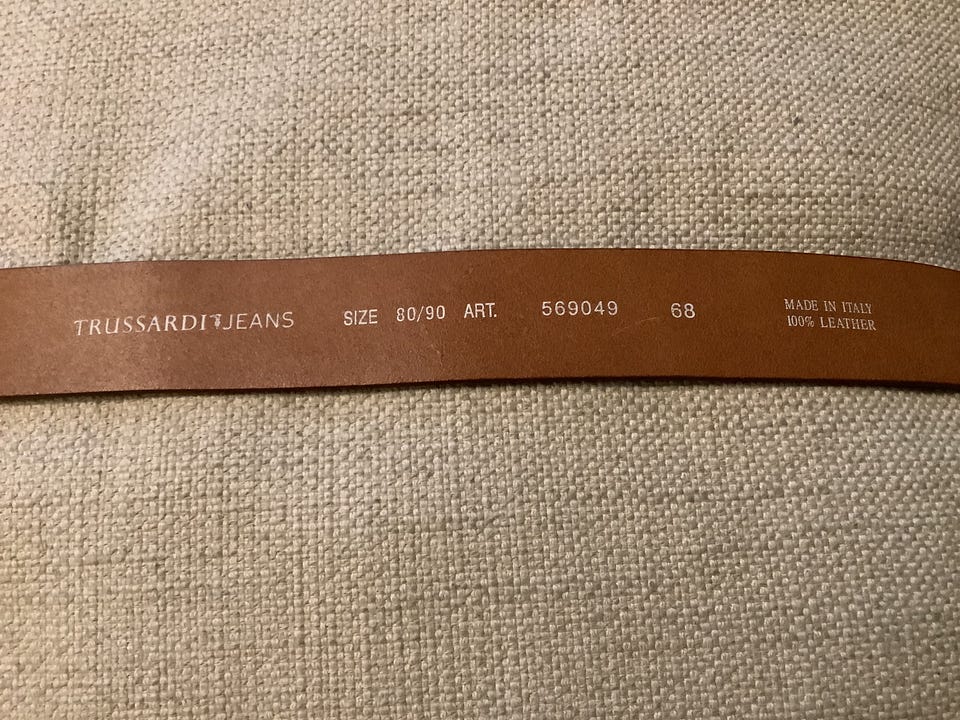 TRUSSARDI JEANS SIZE 80/90 ART. 569049 68
MADE IN ITALY
100% LEATHER